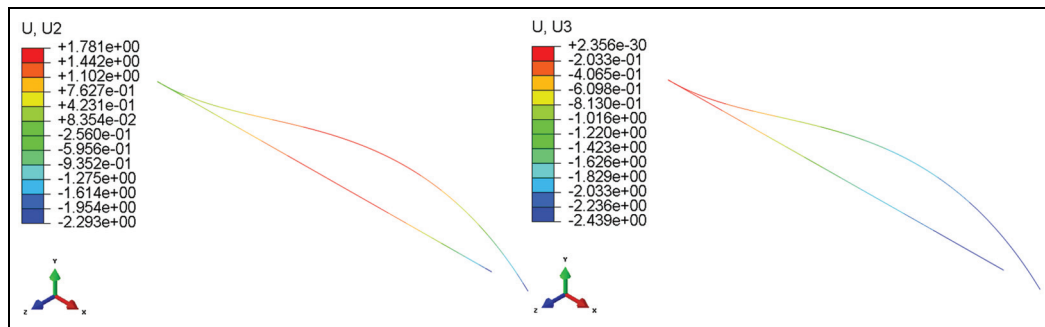 U, U2
+1.781e+00
+1.442e+00
+1.102e+00
+7.627e-01
+4.231e-01
+8.354e-02
-2.560e-01
-5.956e-01
-9.352e-01
-1.275e+00
-1.614e+00
-1.954e+00
-2.293e+00
Y
Z
X
U, U3
+2.356e-30
-2.033e-01
-4.065e-01
-6.098e-01
-8.130e-01
-1.016e+00
-1.220e+00
-1.423e+00
-1.626e+00
-1.829e+00
-2.033e+00
-2.236e+00
-2.439e+00
Y
Z
X